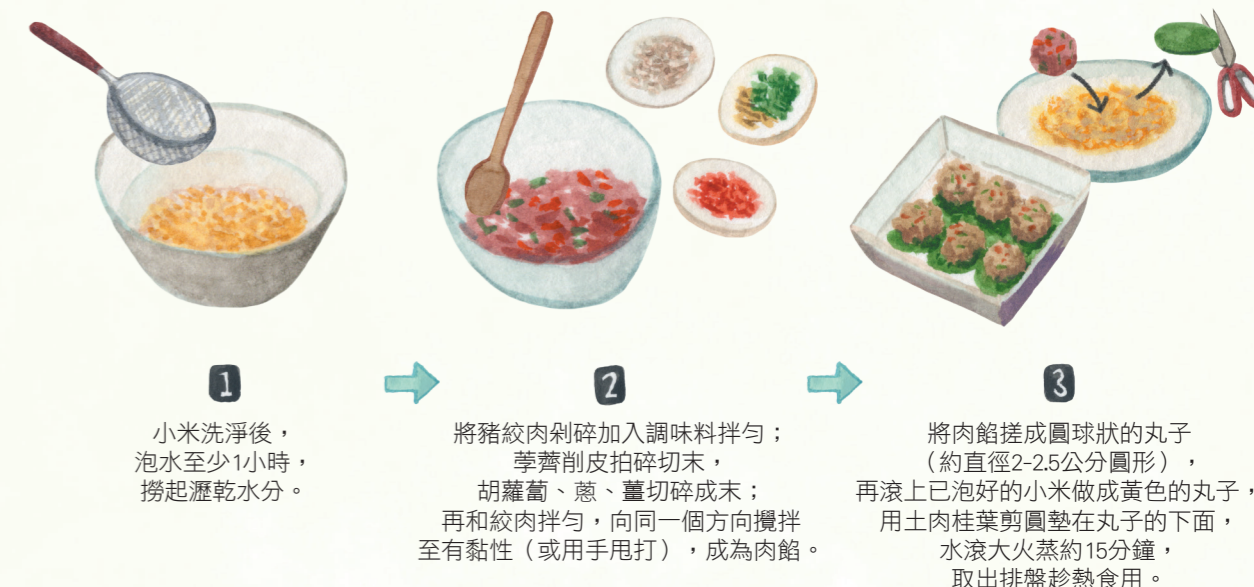 1
小米洗淨後，
泡水至少1小時，
撈起瀝乾水分。
2
將豬絞肉剁碎加入調味料拌勻；
荸薺削皮拍碎切末，
胡蘿蔔、蔥、薑切碎成末；
再和絞肉拌勻，向同一個方向攪拌
至有黏性（或用手甩打），成為肉餡。
3
將肉餡搓成圓球狀的丸子
（約直徑2-2.5公分圓形），
再滾上已泡好的小米做成黃色的丸子，
用土肉桂葉剪圓墊在丸子的下面，
水滾大火蒸約15分鐘，
取出排盤趁熱食用。